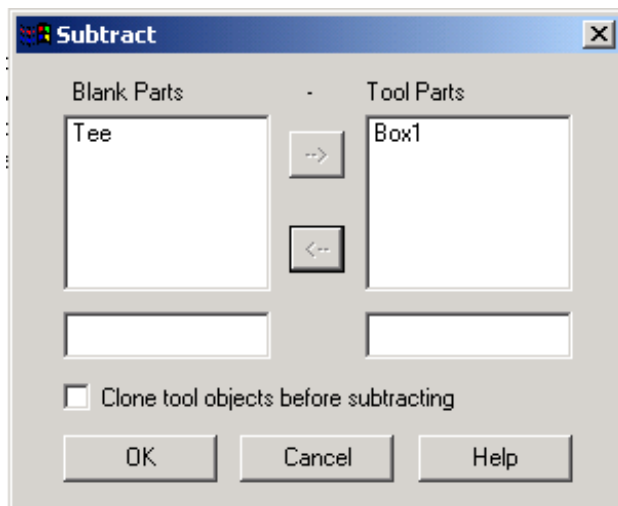 Subtract
Blank Parts - Tool Parts
Tee
Box1
-->
<--
Clone tool objects before subtracting
OK Cancel Help